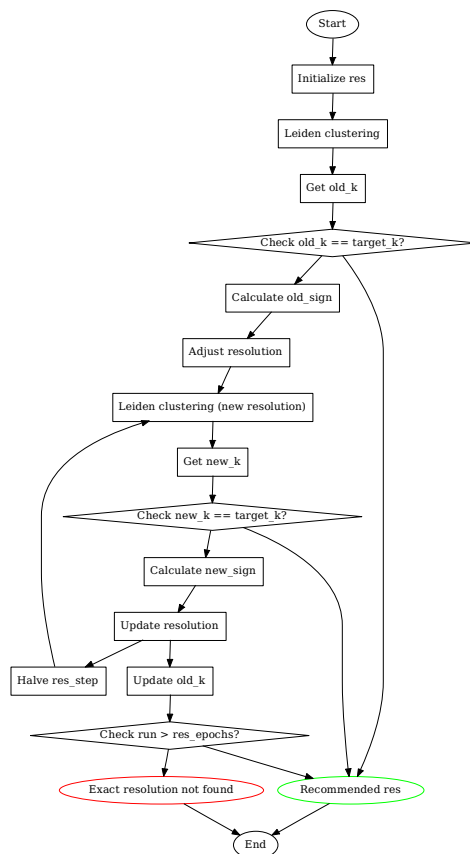 Start
Initialize res
Leiden clustering
Get old_k
Check old_k == target_k?
Calculate old_sign
Adjust resolution
Leiden clustering (new resolution)
Get new_k
Check new_k == target_k?
Calculate new_sign
Update resolution
Halve res_step
Update old_k
Check run > res_epochs?
Exact resolution not found
Recommended res
End